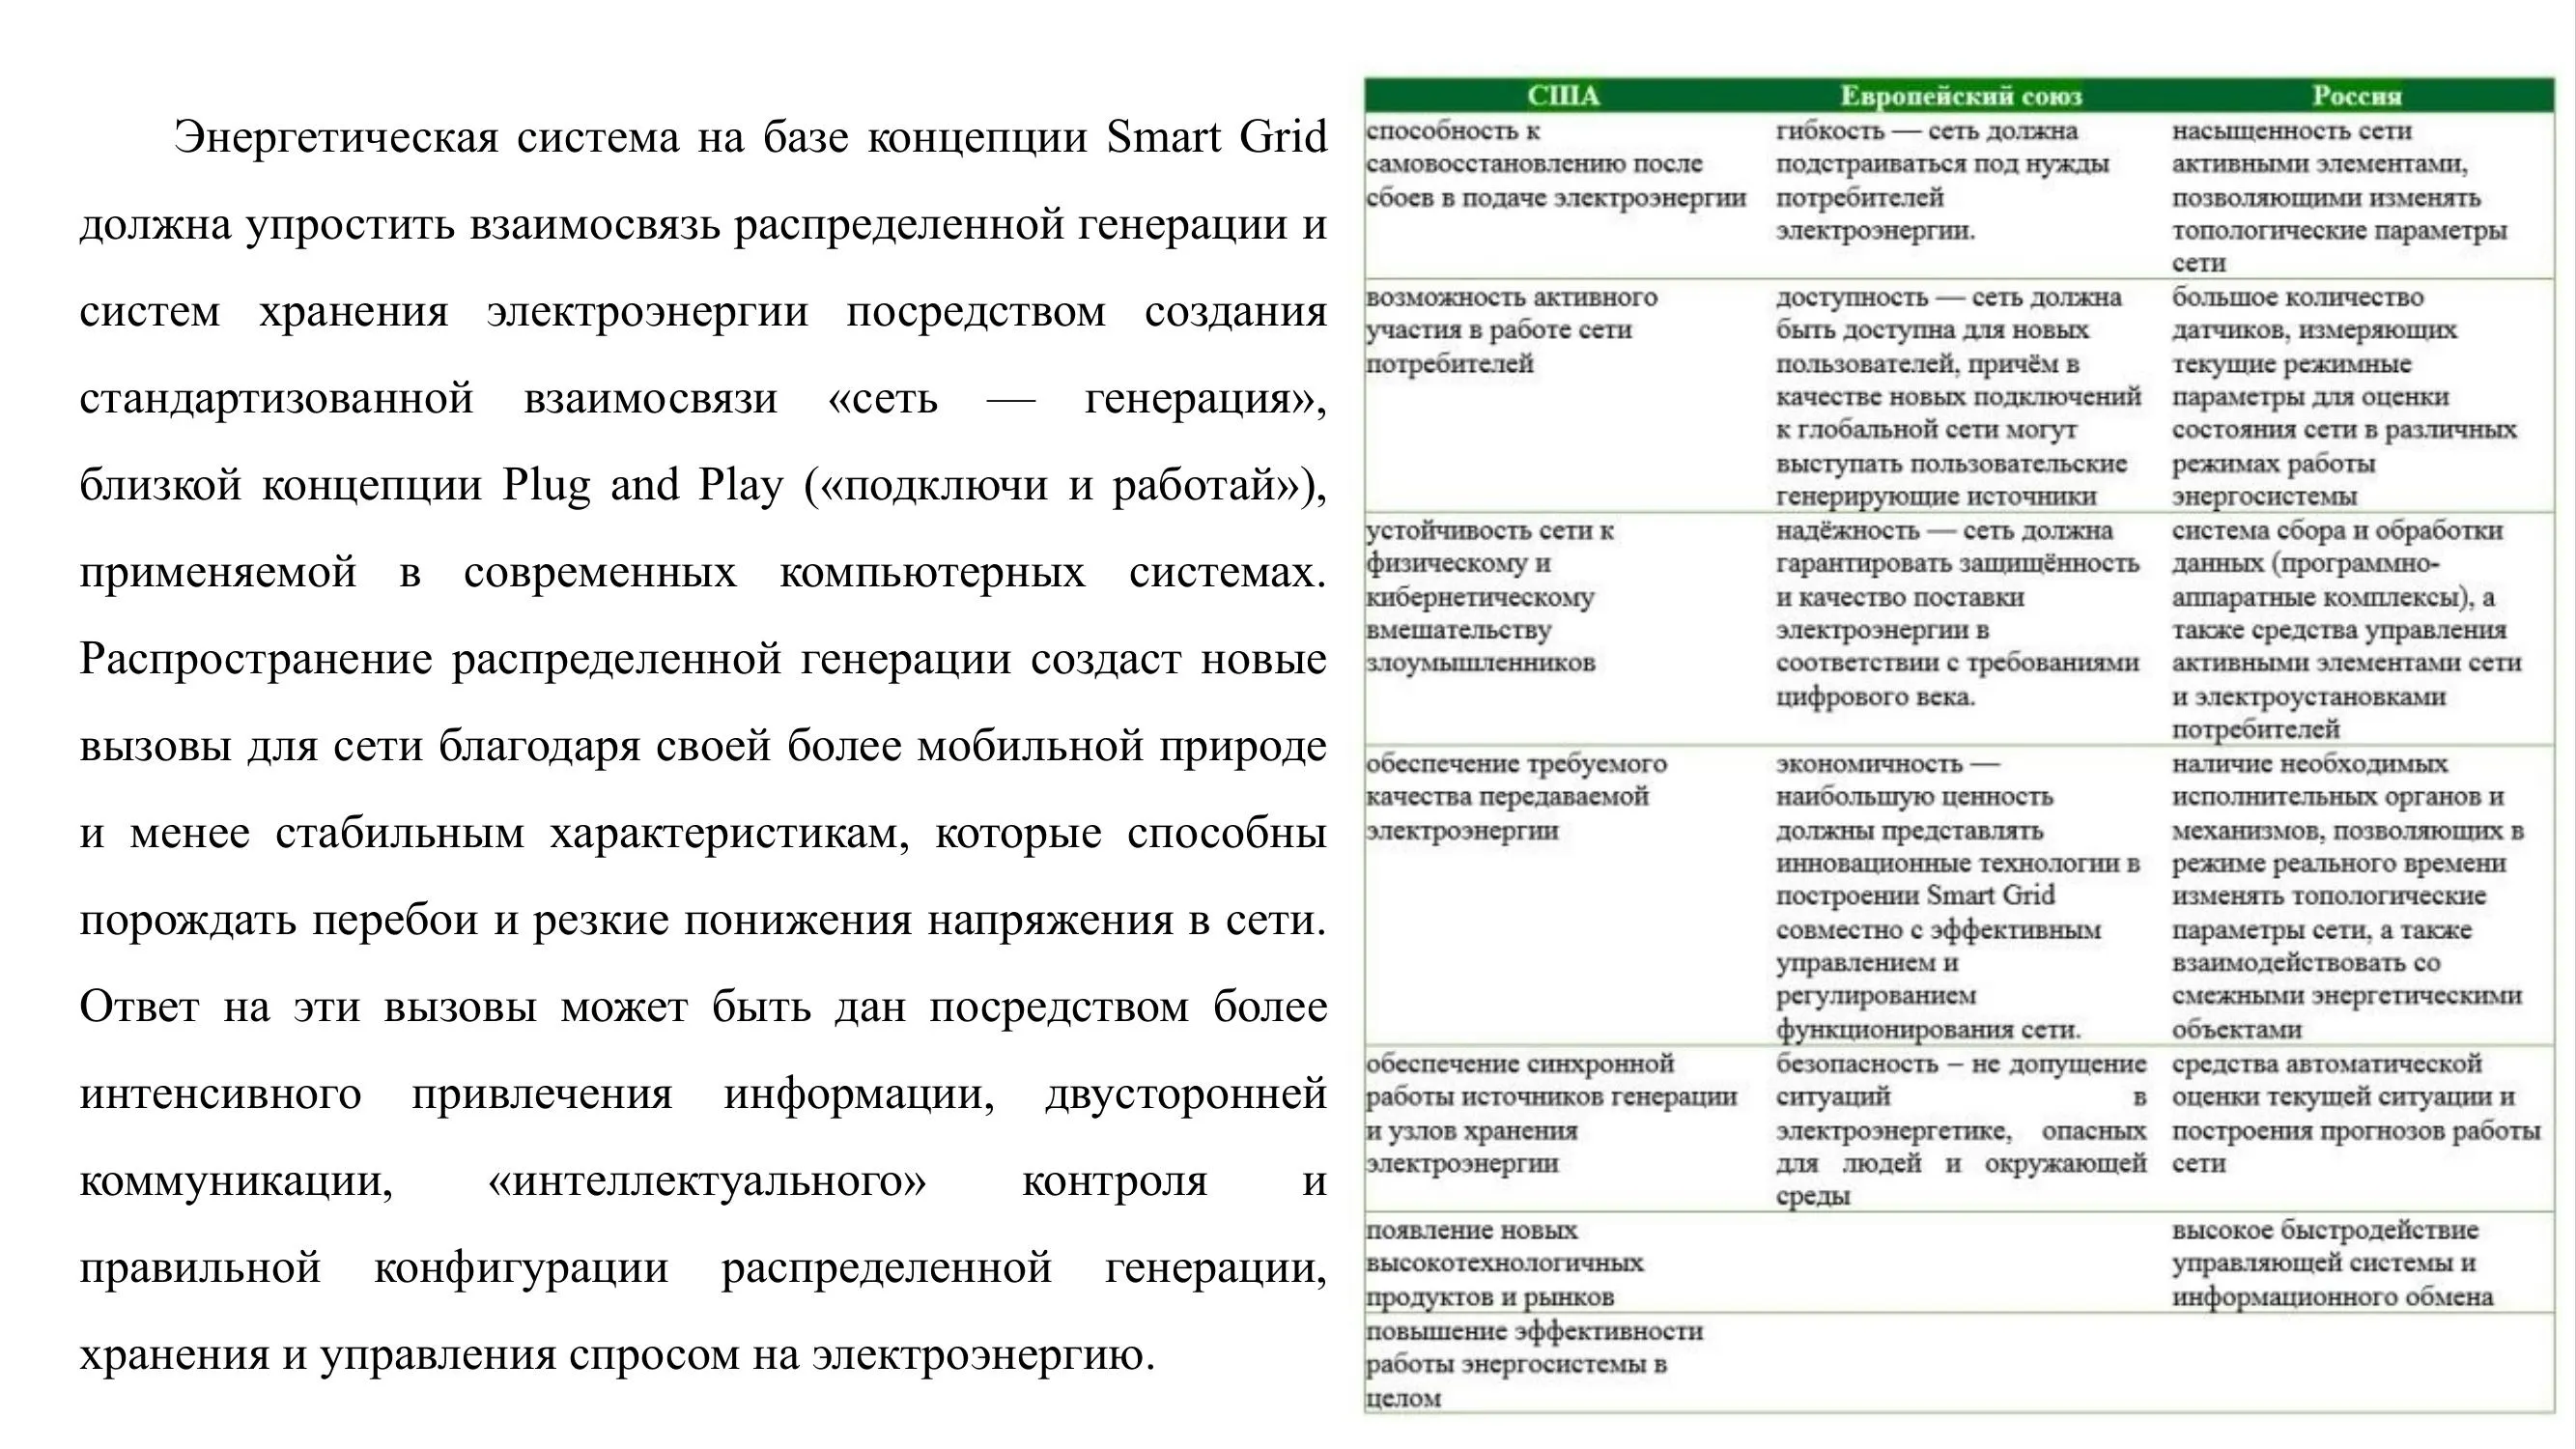 Энергетическая система на базе концепции Smart Grid
должна упростить взаимосвязь распределенной генерации и
систем хранения электроэнергии посредством создания
стандартизованной взаимосвязи «сеть — генерация»,
близкой концепции Plug and Play («подключи и работай»),
применяемой в современных компьютерных системах.
Распространение распределенной генерации создаст новые
вызовы для сети благодаря своей более мобильной природе
и менее стабильным характеристикам, которые способны
порождать перебои и резкие понижения напряжения в сети.
Ответ на эти вызовы может быть дан посредством более
интенсивного привлечения информации, двусторонней
коммуникации, «интеллектуального» контроля и
правильной конфигурации распределенной генерации,
хранения и управления спросом на электроэнергию.
США
Европейский союз
Россия
способность к
самовосстановлению после
сбоев в подаче электроэнергии
гибкость — сеть должна
подстраиваться под нужды
потребителей
электроэнергии.
насыщенность сети
активными элементами,
позволяющими изменять
топологические параметры
сети
возможность активного
участия в работе сети
потребителей
доступность — сеть должна
быть доступна для новых
пользователей, причём в
качестве новых подключений
к глобальной сети могут
выступать пользовательские
генерирующие источники
большое количество
датчиков, измеряющих
текущие режимные
параметры для оценки
состояния сети в различных
режимах работы
энергосистемы
устойчивость сети к
физическому и
кибернетическому
вмешательству
злоумышленников
надёжность — сеть должна
гарантировать защищённость
и качество поставки
электроэнергии в
соответствии с требованиями
цифрового века.
система сбора и обработки
данных (программно-
аппаратные комплексы), а
также средства управления
активными элементами сети
и электроустановками
потребителей
обеспечение требуемого
качества передаваемой
электроэнергии
экономичность —
наибольшую ценность
должны представлять
инновационные технологии в
построении Smart Grid
совместно с эффективным
управлением и
регулированием
функционирования сети.
наличие необходимых
исполнительных органов и
механизмов, позволяющих в
режиме реального времени
изменять топологические
параметры сети, а также
взаимодействовать со
смежными энергетическими
объектами
обеспечение синхронной
работы источников генерации
и узлов хранения
электроэнергии
безопасность – не допущение
ситуаций в
электроэнергетике, опасных
для людей и окружающей
среды
средства автоматической
оценки текущей ситуации и
построения прогнозов работы
сети
появление новых
высокотехнологичных
продуктов и рынков
высокое быстродействие
управляющей системы и
информационного обмена
повышение эффективности
работы энергосистемы в
целом